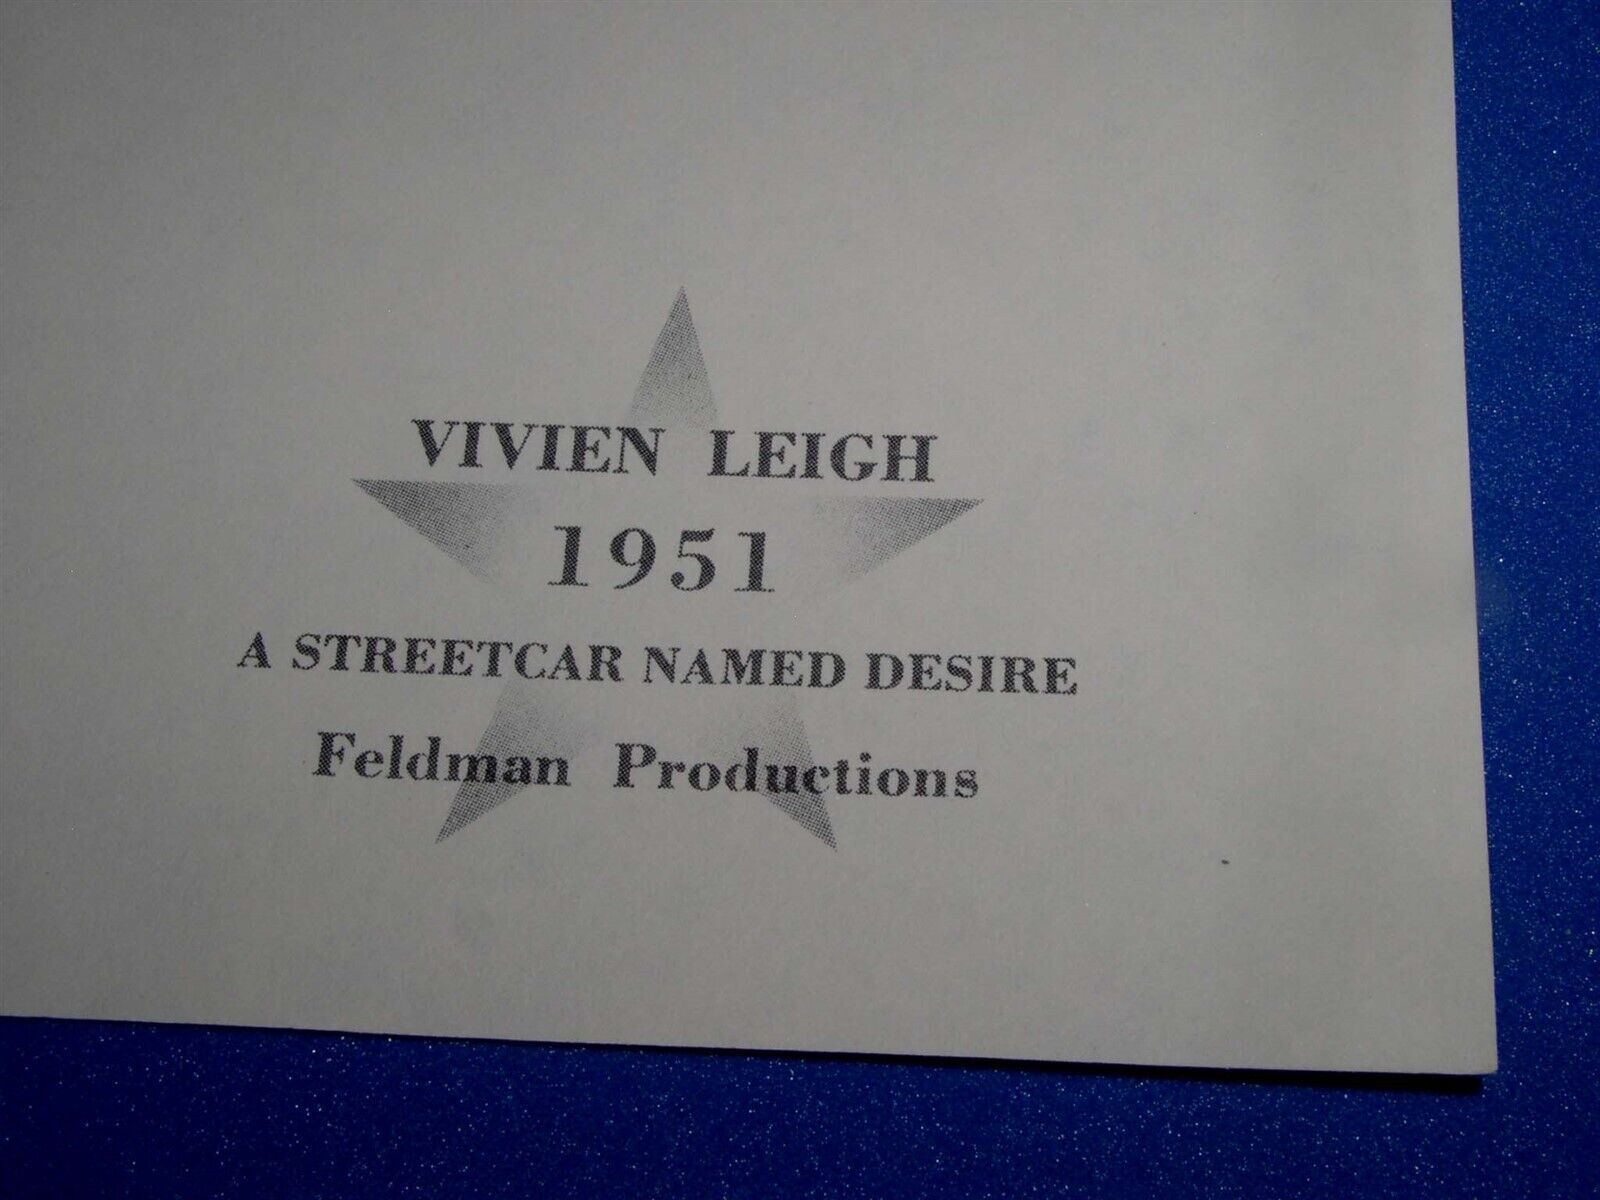 VIVIEN LEIGH
1951
A STREETCAR NAMED DESIRE
Feldman Productions